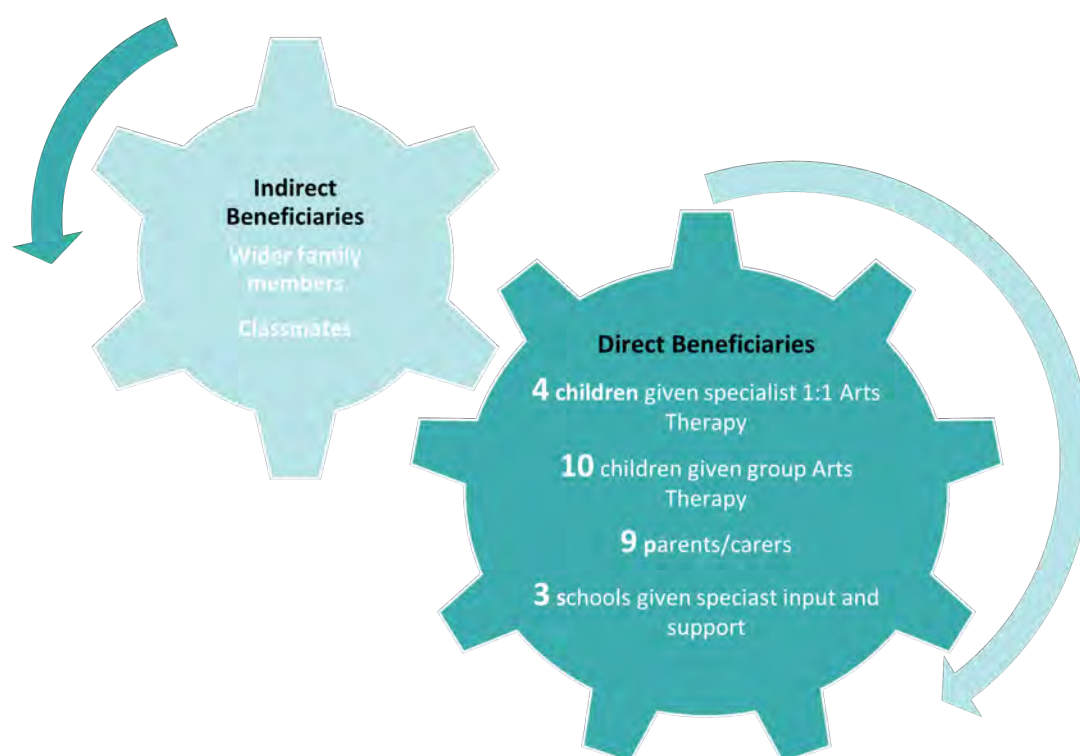 Indirect
Beneficiaries
Wider family
members
Classmates
Direct Beneficiaries
4 children given specialist 1:1 Arts
Therapy
10 children given group Arts
Therapy
9 parents/carers
3 schools given speciast input and
support